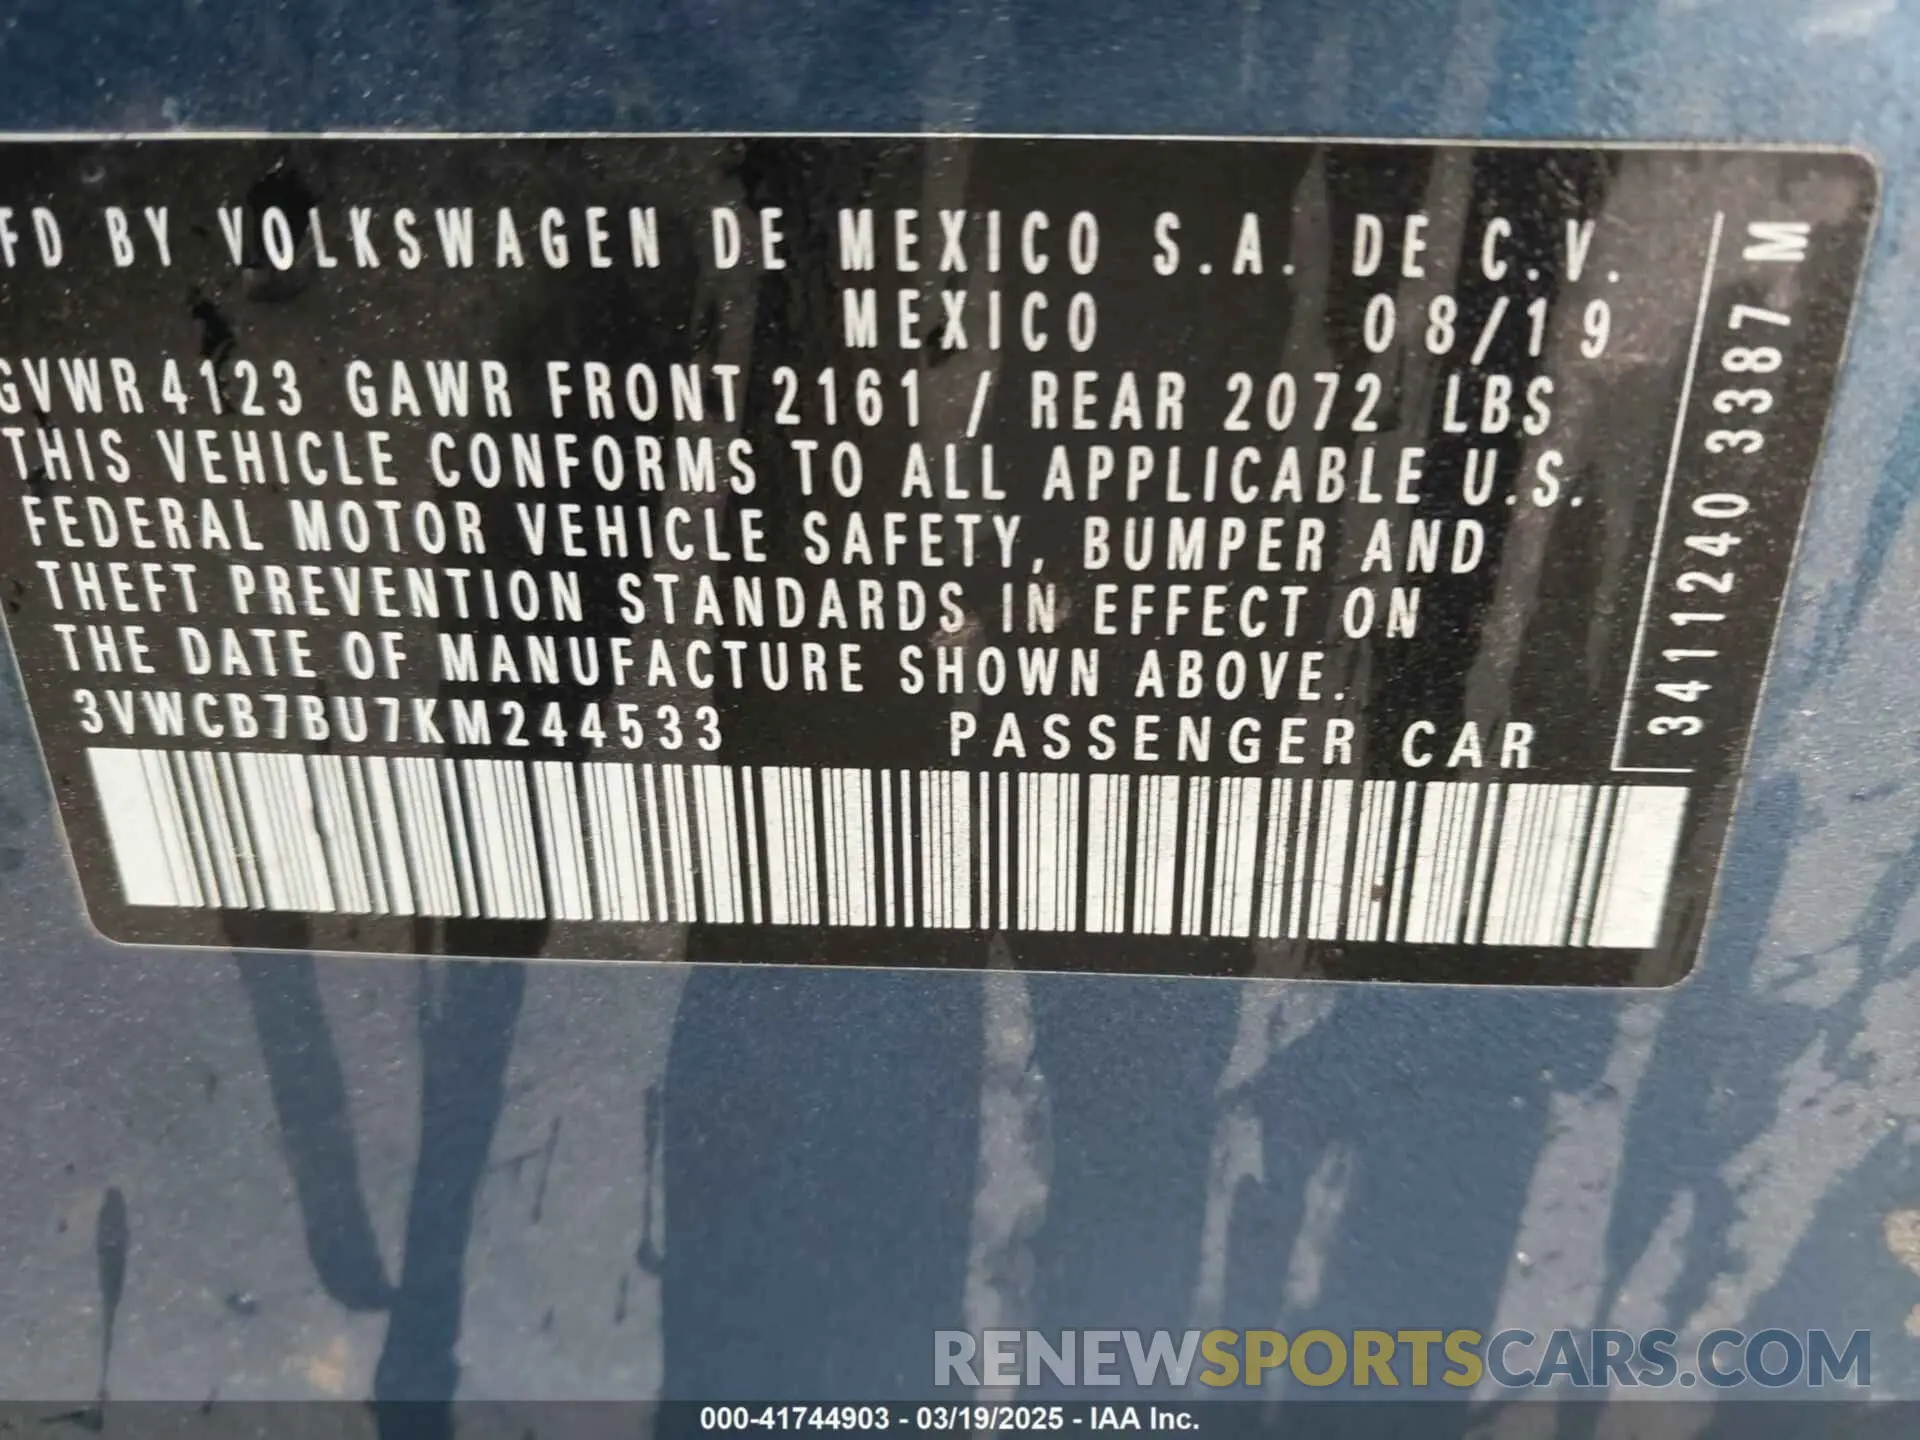 FD BY VOLKSWAGEN DE MEXICO S.A. DE C.V.
MEXICO 08/19
GVWR 4123 GAWR FRONT 2161 / REAR 2072 LBS
THIS VEHICLE CONFORMS TO ALL APPLICABLE U.S.
FEDERAL MOTOR VEHICLE SAFETY, BUMPER AND
THEFT PREVENTION STANDARDS IN EFFECT ON
THE DATE OF MANUFACTURE SHOWN ABOVE.
3VWCB7BU7KM244533 PASSENGER CAR
3411240 3387 M
RENEWSPORTSCARS.COM
000-41744903 - 03/19/2025 - IAA Inc.